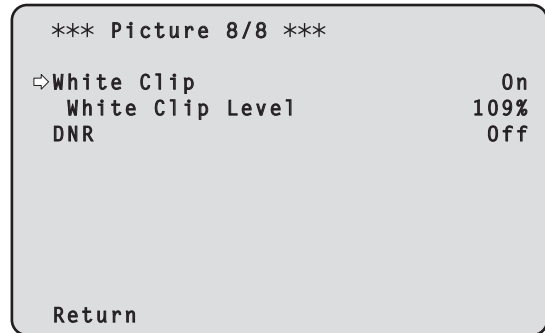 *** Picture 8/8 ***
⇨White Clip On
White Clip Level 109%
DNR Off
Return